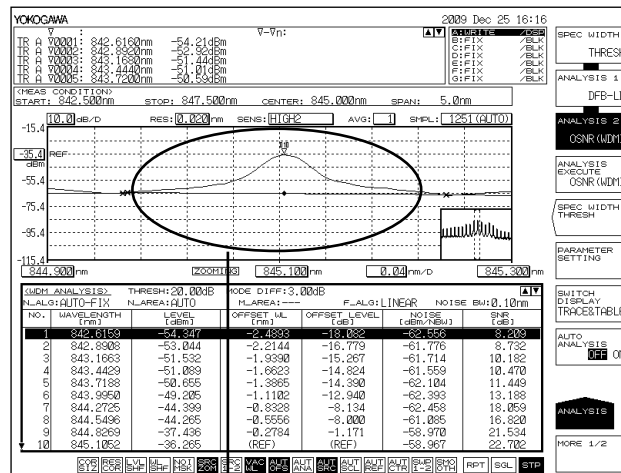 YOKOGAWA 2009 Dec 25 16:16
∇ ∇-∇n:
TR A ∇0001: 842.6160nm -54.21dBm
TR A ∇0002: 842.8920nm -52.92dBm
TR A ∇0003: 843.1680nm -51.44dBm
TR A ∇0004: 843.4440nm -51.01dBm
TR A ∇0005: 843.7200nm -50.59dBm
A:WRITE /DSP
B:FIX /BLK
C:FIX /BLK
D:FIX /BLK
E:FIX /BLK
F:FIX /BLK
G:FIX /BLK
<MEAS CONDITION>
START: 842.500nm STOP: 847.500nm CENTER: 845.000nm SPAN: 5.0nm
10.0 dB/D RES: 0.020 nm SENS: HIGH2 AVG: 1 SMPL: 1251 (AUTO)
-15.4
-35.4 REF
dBm
-55.4
-75.4
-95.4
-115.4
844.900 nm ZOOMING 845.100 nm 0.04 nm/D 845.300 nm
<WDM ANALYSIS> THRESH:20.00dB MODE DIFF:3.00dB
N_ALG:AUTO-FIX N_AREA:AUTO M_AREA:--- F_ALG:LINEAR NOISE BW:0.10nm
NO. WAVELENGTH [nm] LEVEL [dBm] OFFSET WL [nm] OFFSET LEVEL [dB] NOISE [dBm/NBW] SNR [dB]
1 842.6159 -54.347 -2.4893 -18.082 -62.556 8.209
2 842.8908 -53.044 -2.2144 -16.779 -61.776 8.732
3 843.1663 -51.532 -1.9390 -15.267 -61.714 10.182
4 843.4429 -51.089 -1.6623 -14.824 -61.559 10.470
5 843.7188 -50.655 -1.3865 -14.390 -62.104 11.449
6 843.9950 -49.205 -1.1102 -12.940 -62.393 13.188
7 844.2725 -44.399 -0.8328 -8.134 -62.458 18.059
8 844.5496 -44.265 -0.5556 -8.000 -61.085 16.820
9 844.8269 -37.436 -0.2784 -1.171 -58.970 21.534
10 845.1052 -36.265 (REF) (REF) -58.967 22.702
SPEC WIDTH
THRESH
ANALYSIS 1
DFB-L
ANALYSIS 2
OSNR(WDM)
ANALYSIS
EXECUTE
OSNR(WDM)
SPEC WIDTH
THRESH
PARAMETER
SETTING
SWITCH
DISPLAY
TRACE&TABLE
AUTO
ANALYSIS
OFF O
ANALYSIS
MORE 1/2
RPT SGL STP